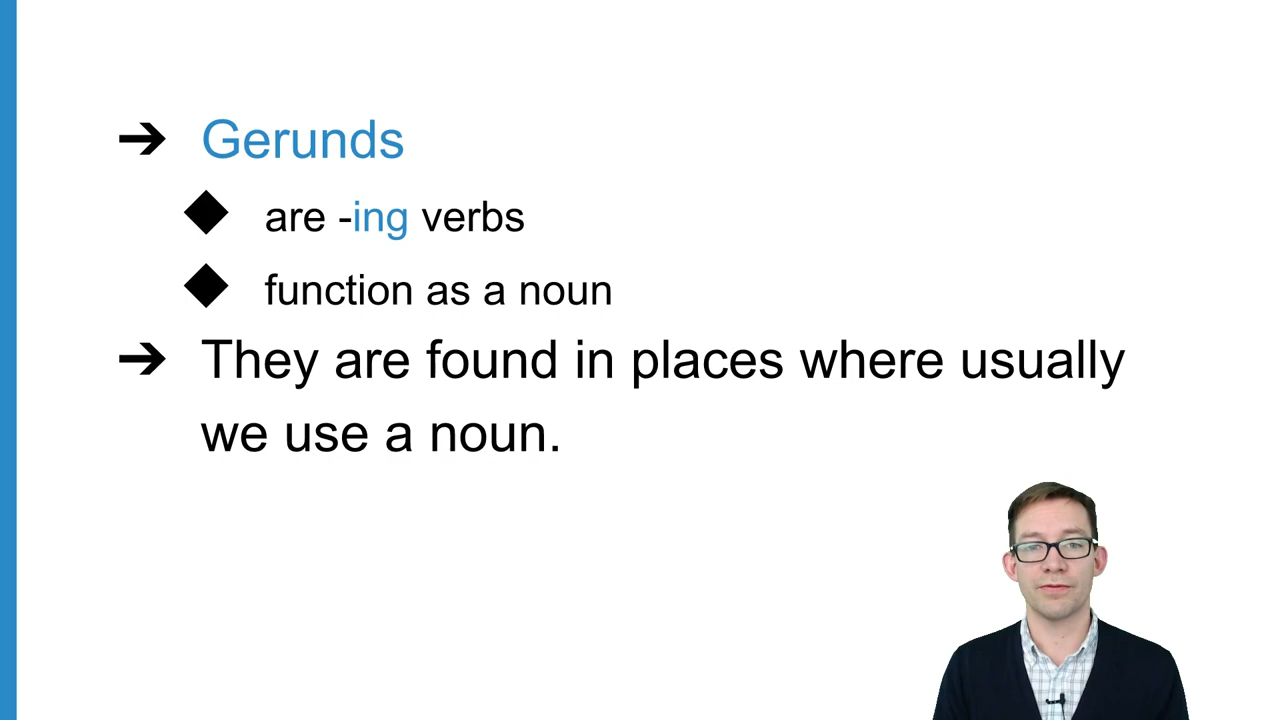 ➔ Gerunds
◆ are -ing verbs
◆ function as a noun
➔ They are found in places where usually
we use a noun.